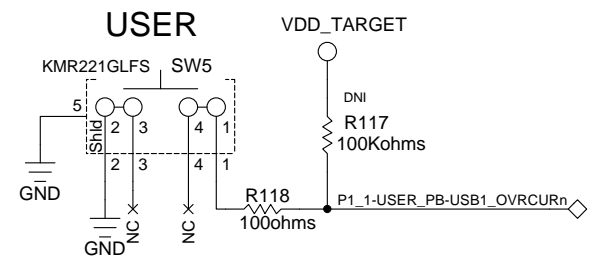 USER
VDD_TARGET
KMR221GLFS SW5
DNI
5
Shld
2 3 4 1
R117
100Kohms
2 3 4 1
GND
NC
NC
R118
100ohms
P1_1-USER_PB-USB1_OVRCURn
GND